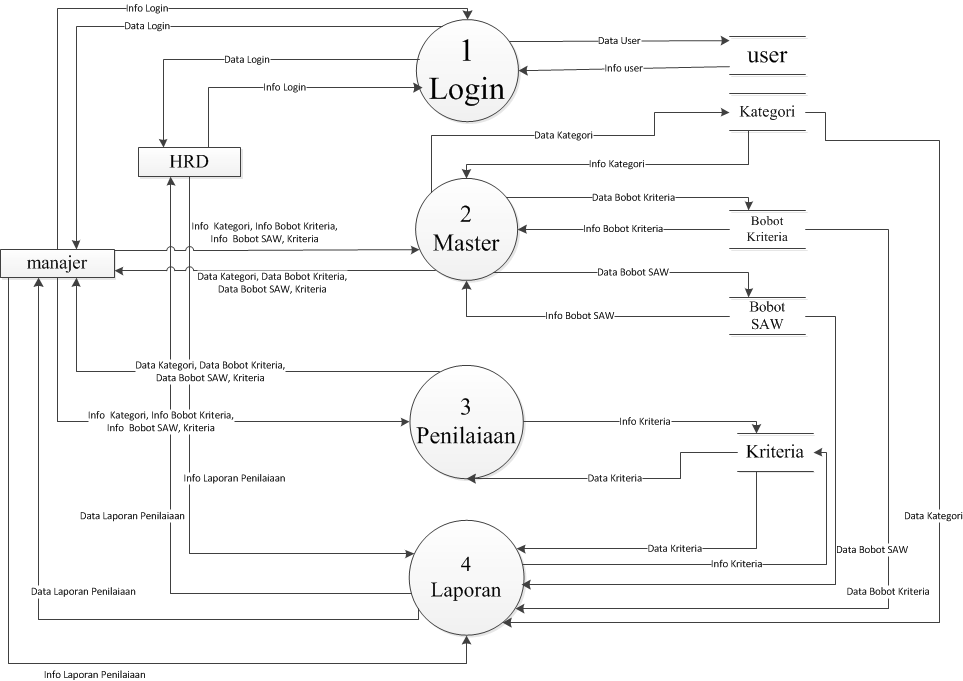 Info Login
Data Login
Data Login
Info Login
1
Login
Data User
Info user
user
Kategori
Data Kategori
Info Kategori
HRD
2
Master
Data Bobot Kriteria
Info Bobot Kriteria
Bobot
Kriteria
Info  Kategori, Info Bobot Kriteria,
Info  Bobot SAW, Kriteria
manajer
Data Kategori, Data Bobot Kriteria,
Data Bobot SAW, Kriteria
Data Bobot SAW
Info Bobot SAW
Bobot
SAW
Data Kategori, Data Bobot Kriteria,
Data Bobot SAW, Kriteria
Info  Kategori, Info Bobot Kriteria,
Info  Bobot SAW, Kriteria
3
Penilaiaan
Info Kriteria
Kriteria
Data Kriteria
Info Laporan Penilaiaan
Data Laporan Penilaiaan
Data Kategori
4
Laporan
Data Kriteria
Info Kriteria
Data Bobot SAW
Data Bobot Kriteria
Data Laporan Penilaiaan
Info Laporan Penilaiaan